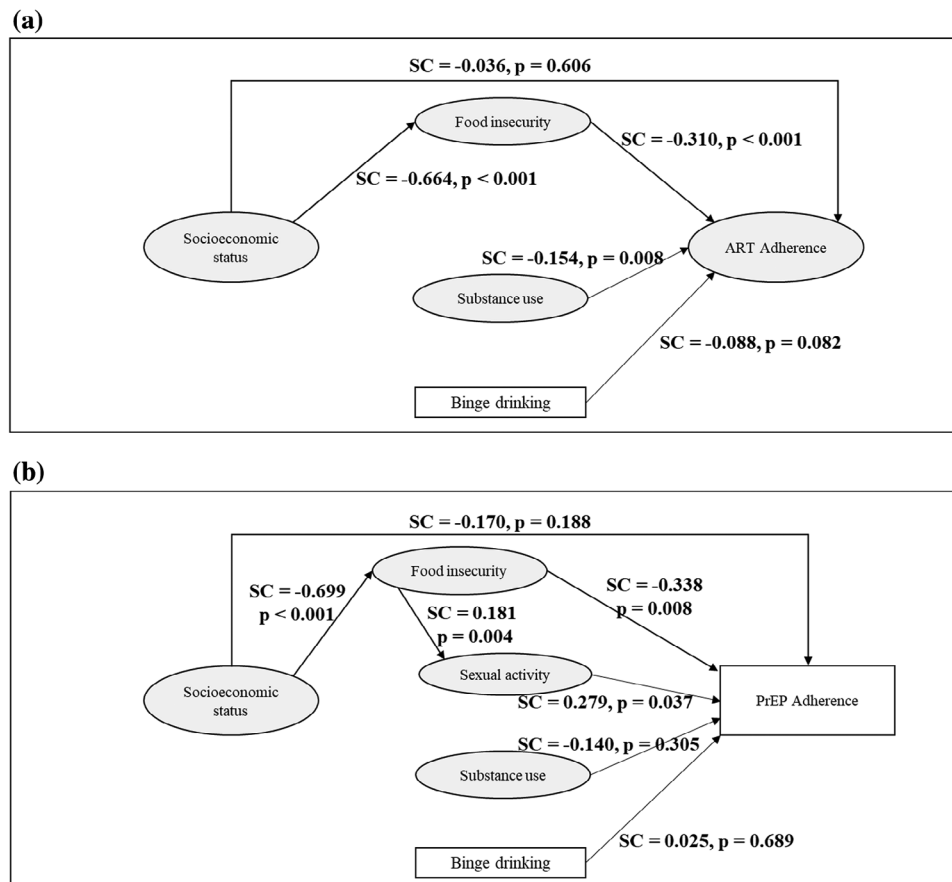 (a)
SC = -0.036, p = 0.606
Food insecurity
SC = -0.310, p < 0.001
SC = -0.664, p < 0.001
Socioeconomic
status
ART Adherence
SC = -0.154, p = 0.008
Substance use
SC = -0.088, p = 0.082
Binge drinking
(b)
SC = -0.170, p = 0.188
Food insecurity
SC = -0.699
p < 0.001
SC = -0.338
p = 0.008
SC = 0.181
p = 0.004
Sexual activity
Socioeconomic
status
PrEP Adherence
SC = 0.279, p = 0.037
SC = -0.140, p = 0.305
Substance use
SC = 0.025, p = 0.689
Binge drinking